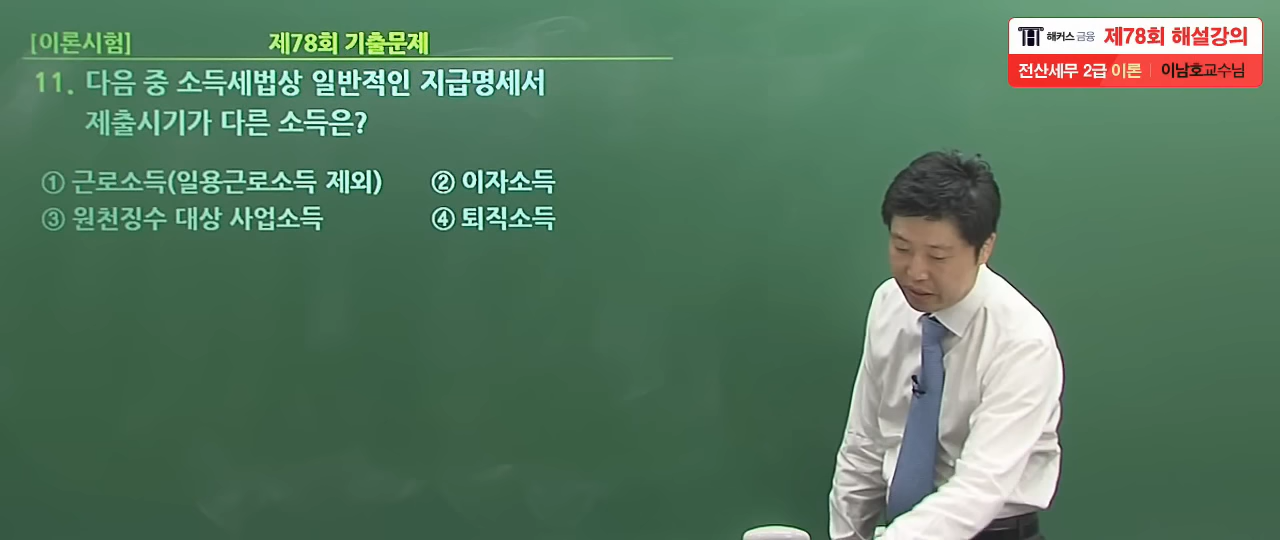 [이론시험] 제78회 기출문제
11. 다음 중 소득세법상 일반적인 지급명세서
제출시기가 다른 소득은?
① 근로소득(일용근로소득 제외) ② 이자소득
③ 원천징수 대상 사업소득 ④ 퇴직소득
해커스 금융 제78회 해설강의
전산세무 2급 이론 이남호교수님